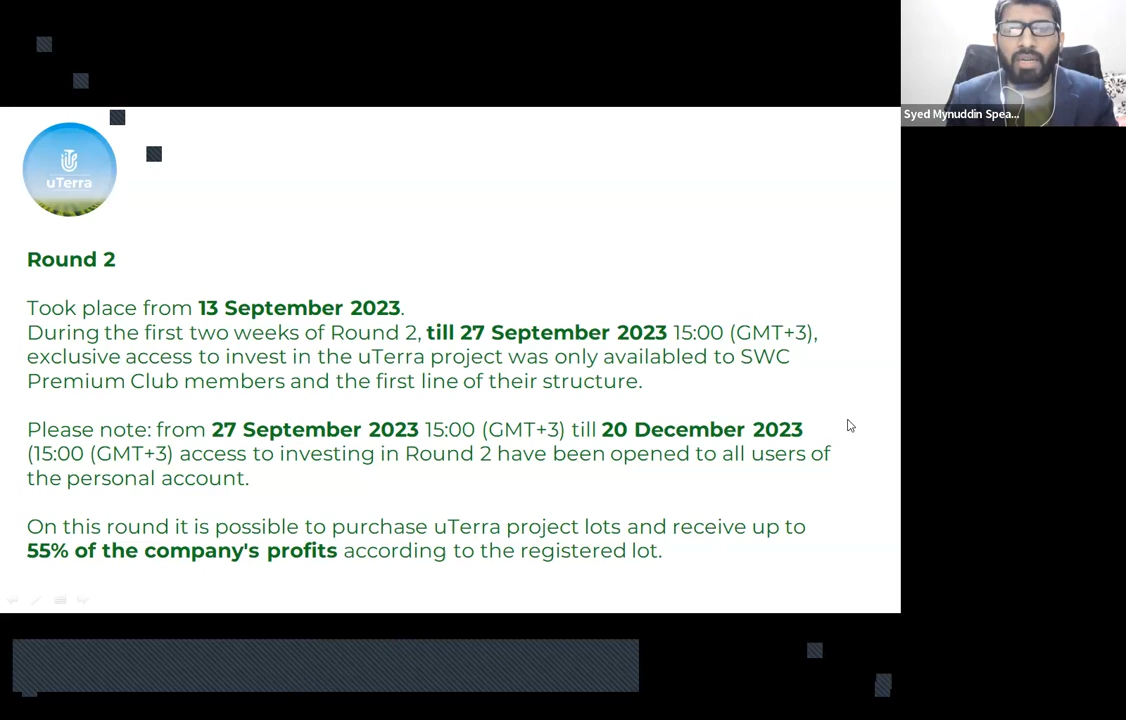 Syed Mynuddin Spea...
uTerra
Round 2
Took place from 13 September 2023.
During the first two weeks of Round 2, till 27 September 2023 15:00 (GMT+3),
exclusive access to invest in the uTerra project was only availabled to SWC
Premium Club members and the first line of their structure.
Please note: from 27 September 2023 15:00 (GMT+3) till 20 December 2023
(15:00 (GMT+3) access to investing in Round 2 have been opened to all users of
the personal account.
On this round it is possible to purchase uTerra project lots and receive up to
55% of the company's profits according to the registered lot.